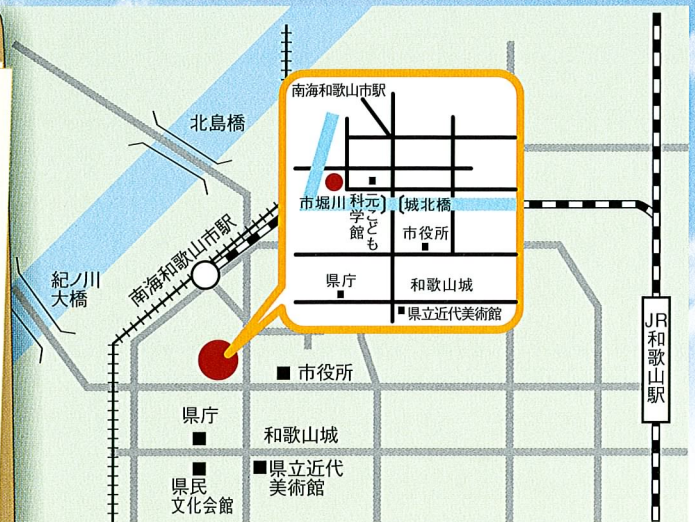 北島橋
南海和歌山市駅
紀ノ川
大橋
南海和歌山市駅
市堀川
元こども
科学館
城北橋
市役所
県庁
和歌山城
県立近代美術館
JR和歌山駅
市役所
県庁
和歌山城
県民
文化会館
県立近代
美術館